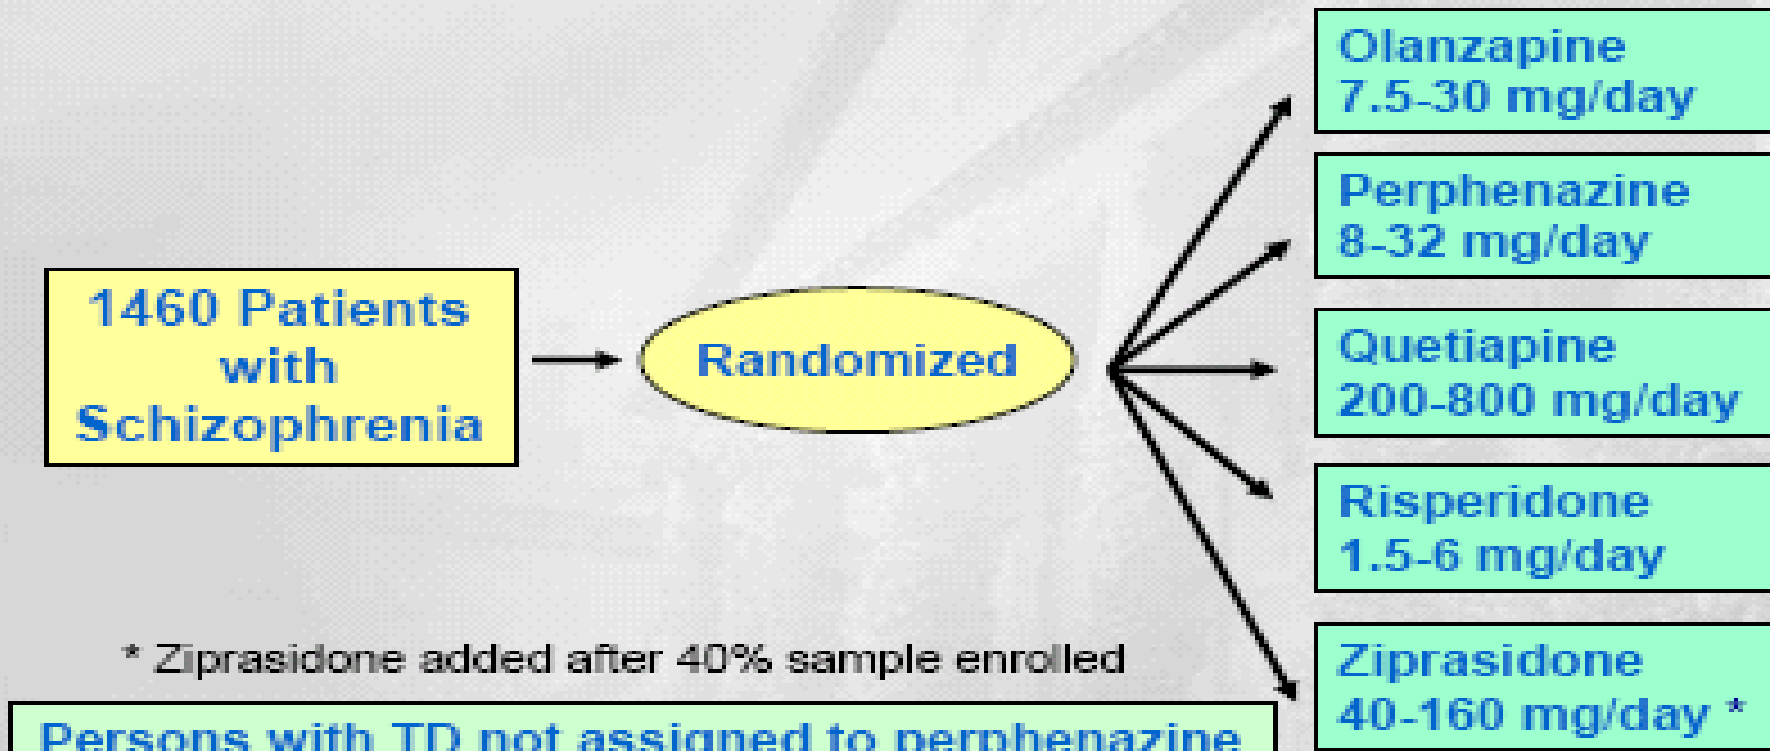 1460 Patients
with
Schizophrenia
Randomized
Olanzapine
7.5-30 mg/day
Perphenazine
8-32 mg/day
Quetiapine
200-800 mg/day
Risperidone
1.5-6 mg/day
Ziprasidone
40-160 mg/day *
* Ziprasidone added after 40% sample enrolled
Persons with TD not assigned to perphenazine